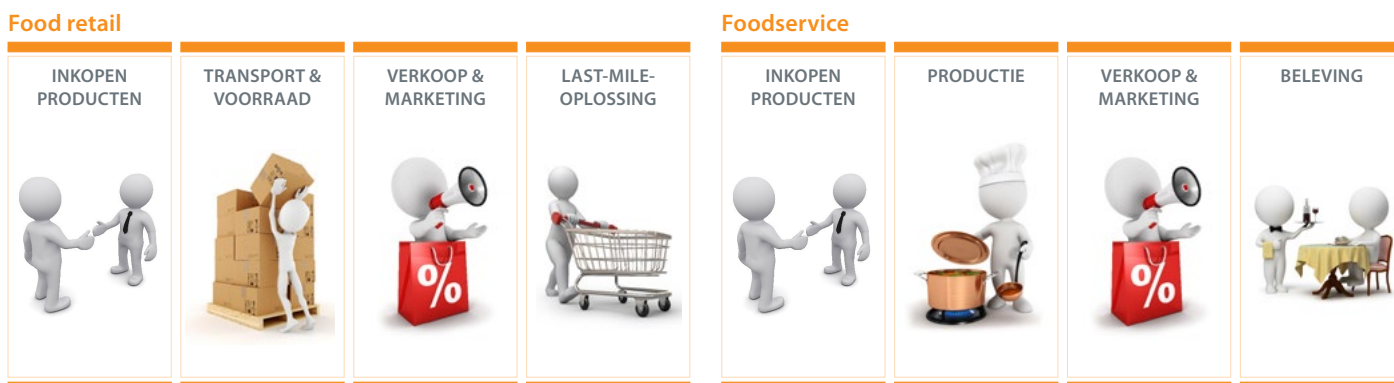 Food retail
INKOPEN
PRODUCTEN
TRANSPORT &
VOORRAAD
VERKOOP &
MARKETING
LAST-MILE-
OPLOSSING
%
Foodservice
INKOPEN
PRODUCTEN
PRODUCTIE
VERKOOP &
MARKETING
BELEVING
%